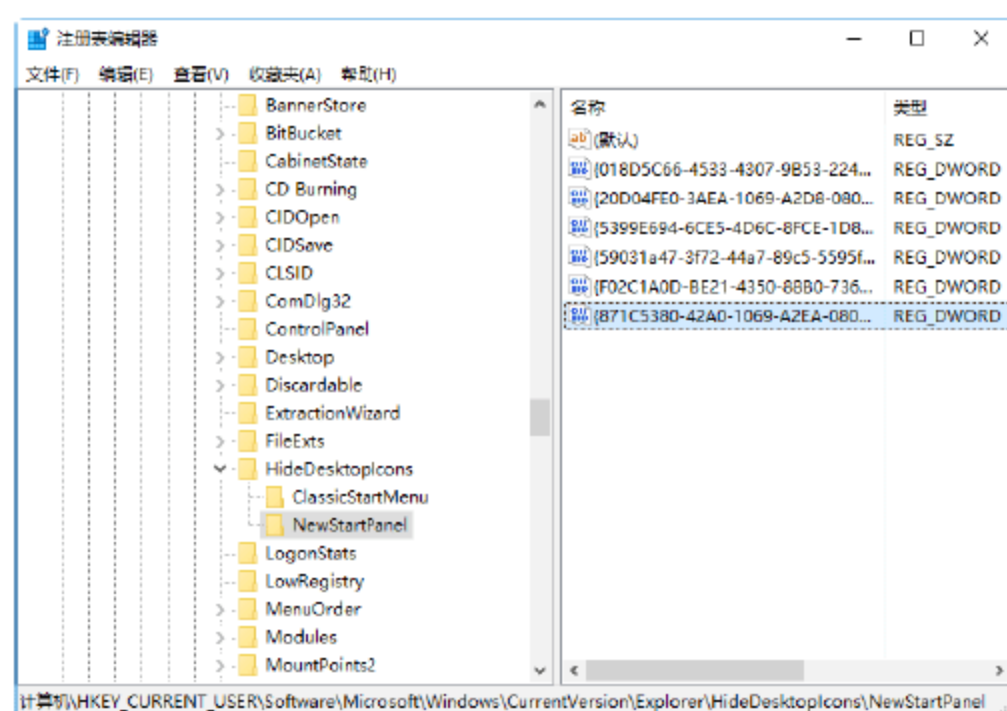 注册表编辑器
文件(F) 编辑(E) 查看(V) 收藏夹(A) 帮助(H)
BannerStore
BitBucket
CabinetState
CD Burning
CIDOpen
CIDSave
CLSID
ComDlg32
ControlPanel
Desktop
Discardable
ExtractionWizard
FileExts
HideDesktopIcons
ClassicStartMenu
NewStartPanel
LogonStats
LowRegistry
MenuOrder
Modules
MountPoints2
名称 类型
(默认) REG_SZ
{018D5C66-4533-4307-9B53-224... REG_DWORD
{20D04FE0-3AEA-1069-A2D8-080... REG_DWORD
{5399E694-6CE5-4D6C-8FCE-1D8... REG_DWORD
{59031a47-3f72-44a7-89c5-5595f... REG_DWORD
{F02C1A0D-BE21-4350-88B0-736... REG_DWORD
{871C5380-42A0-1069-A2EA-080... REG_DWORD
计算机\HKEY_CURRENT_USER\Software\Microsoft\Windows\CurrentVersion\Explorer\HideDesktopIcons\NewStartPanel